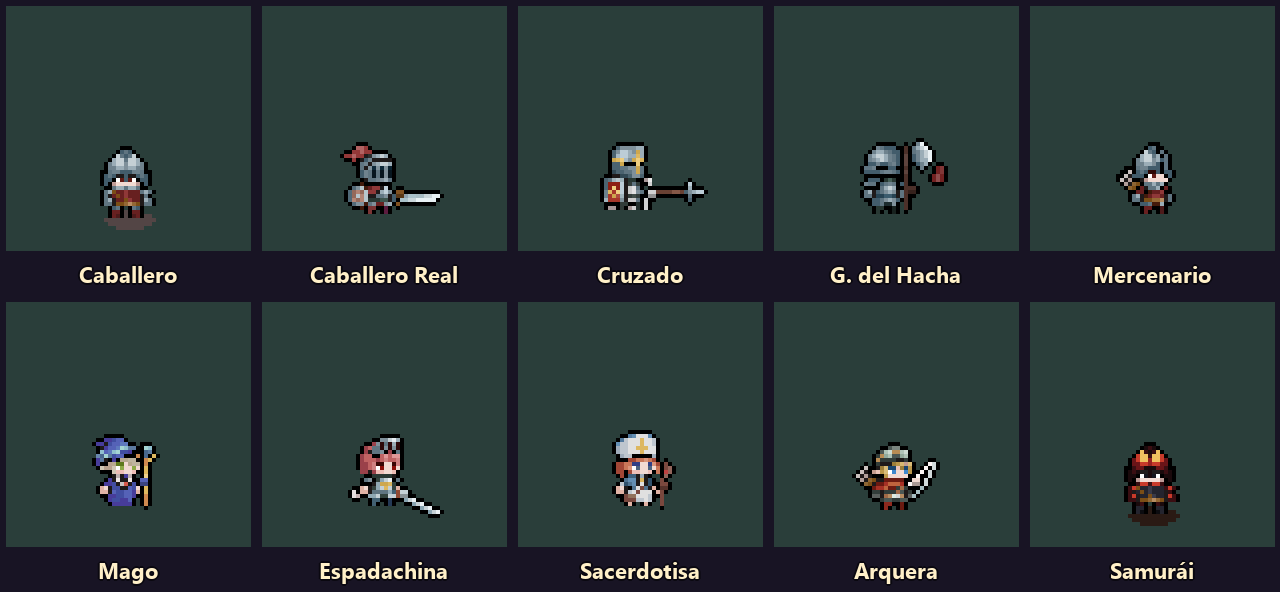 Caballero
Caballero Real
Cruzado
G. del Hacha
Mercenario
Mago
Espadachina
Sacerdotisa
Arquera
Samurái